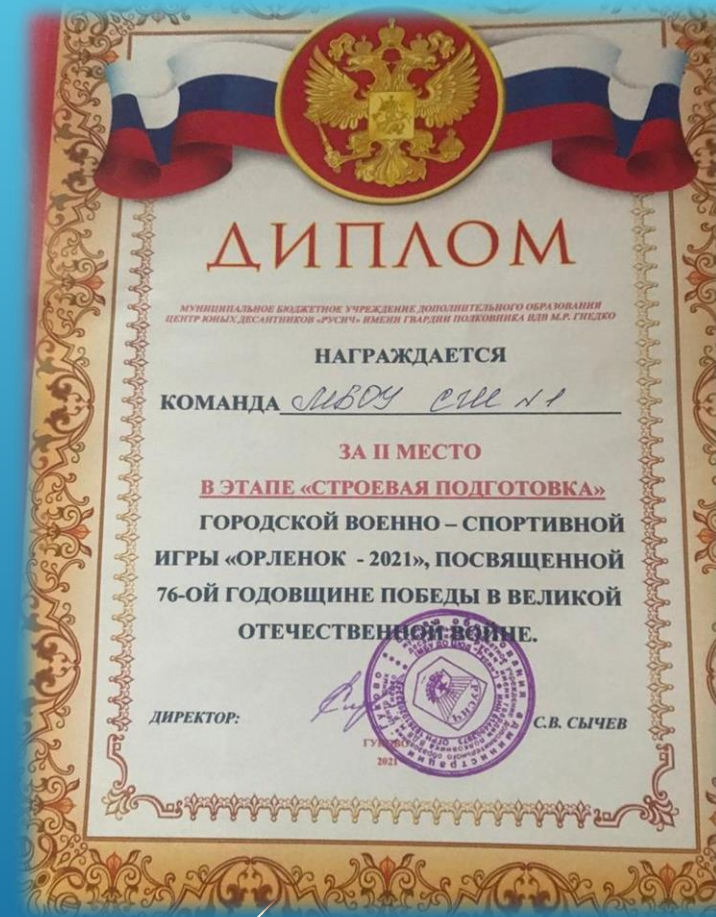 ДИПЛОМ
МУНИЦИПАЛЬНОЕ БЮДЖЕТНОЕ УЧРЕЖДЕНИЕ ДОПОЛНИТЕЛЬНОГО ОБРАЗОВАНИЯ
ЦЕНТР ЮНЫХ ДЕСАНТНИКОВ «РУСИЧ» ИМЕНИ ГВАРДИИ ПОЛКОВНИКА ВДВ М.Р. ГНЕДКО
НАГРАЖДАЕТСЯ
КОМАНДА МБОУ СШ №1
ЗА II МЕСТО
В ЭТАПЕ «СТРОЕВАЯ ПОДГОТОВКА»
ГОРОДСКОЙ ВОЕННО – СПОРТИВНОЙ
ИГРЫ «ОРЛЕНОК - 2021», ПОСВЯЩЕННОЙ
76-ОЙ ГОДОВЩИНЕ ПОБЕДЫ В ВЕЛИКОЙ
ОТЕЧЕСТВЕННОЙ ВОЙНЕ.
ДИРЕКТОР: С.В. СЫЧЕВ
РУСИЧ
2021